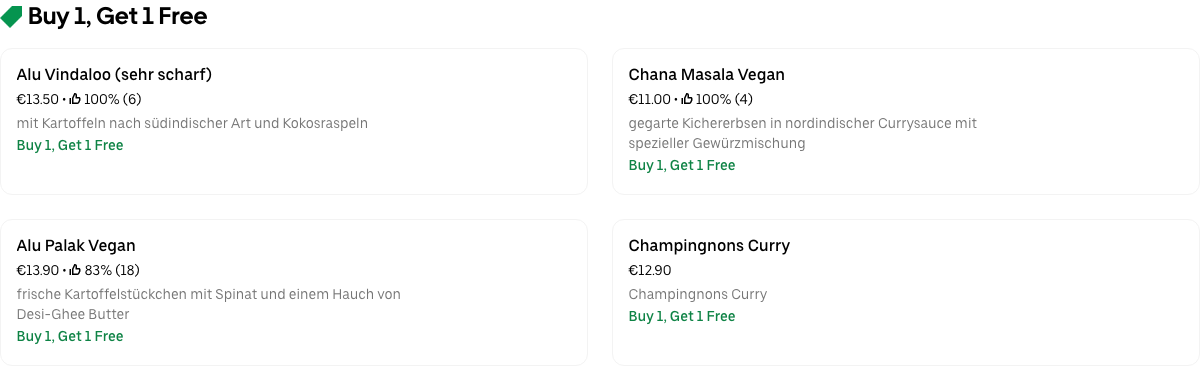 Buy 1, Get 1 Free
Alu Vindaloo (sehr scharf)
€13.50 • 100% (6)
mit Kartoffeln nach südindischer Art und Kokosraspeln
Buy 1, Get 1 Free
Chana Masala Vegan
€11.00 • 100% (4)
gegarte Kichererbsen in nordindischer Currysauce mit
spezieller Gewürzmischung
Buy 1, Get 1 Free
Alu Palak Vegan
€13.90 • 83% (18)
frische Kartoffelstückchen mit Spinat und einem Hauch von
Desi-Ghee Butter
Buy 1, Get 1 Free
Champingnons Curry
€12.90
Champingnons Curry
Buy 1, Get 1 Free